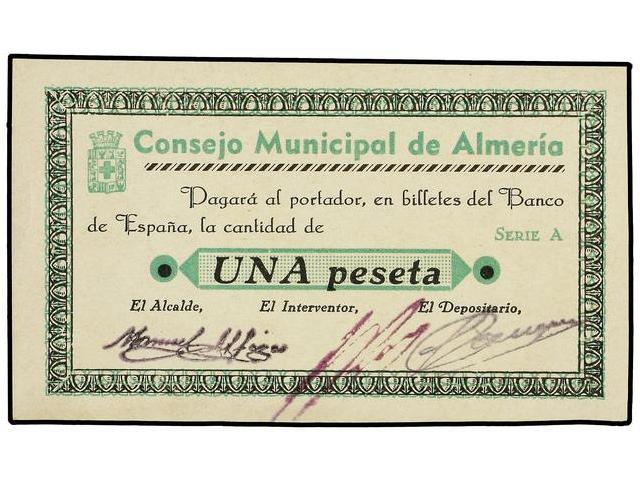 Consejo Municipal de Almería
Pagará al portador, en billetes del Banco
de España, la cantidad de
SERIE A
UNA peseta
El Alcalde, El Interventor, El Depositario,
Manuel